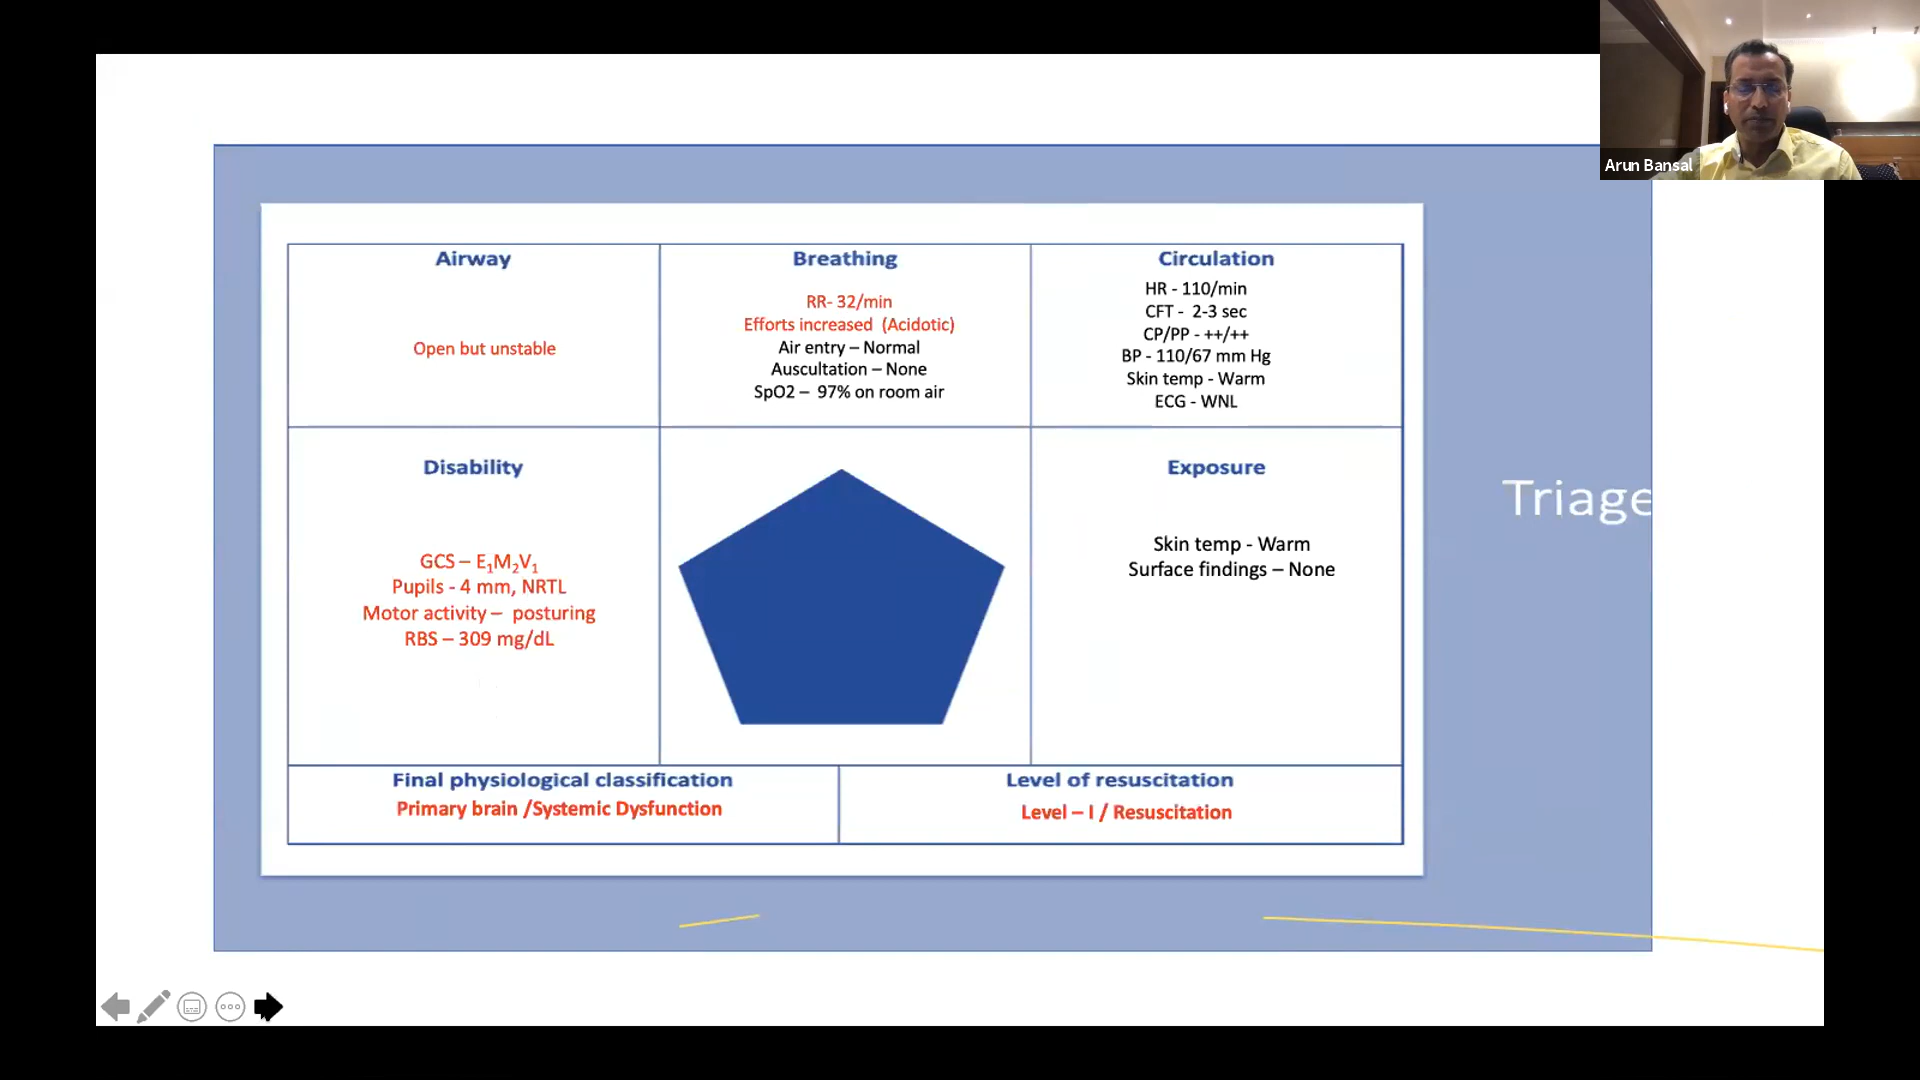 Arun Bansal
Airway
Open but unstable
Breathing
RR- 32/min
Efforts increased (Acidotic)
Air entry – Normal
Auscultation – None
SpO2 – 97% on room air
Circulation
HR - 110/min
CFT - 2-3 sec
CP/PP - ++/++
BP - 110/67 mm Hg
Skin temp - Warm
ECG - WNL
Disability
GCS – E₁M₂V₁
Pupils - 4 mm, NRTL
Motor activity – posturing
RBS – 309 mg/dL
Exposure
Skin temp - Warm
Surface findings – None
Triage
Final physiological classification
Primary brain /Systemic Dysfunction
Level of resuscitation
Level – I / Resuscitation